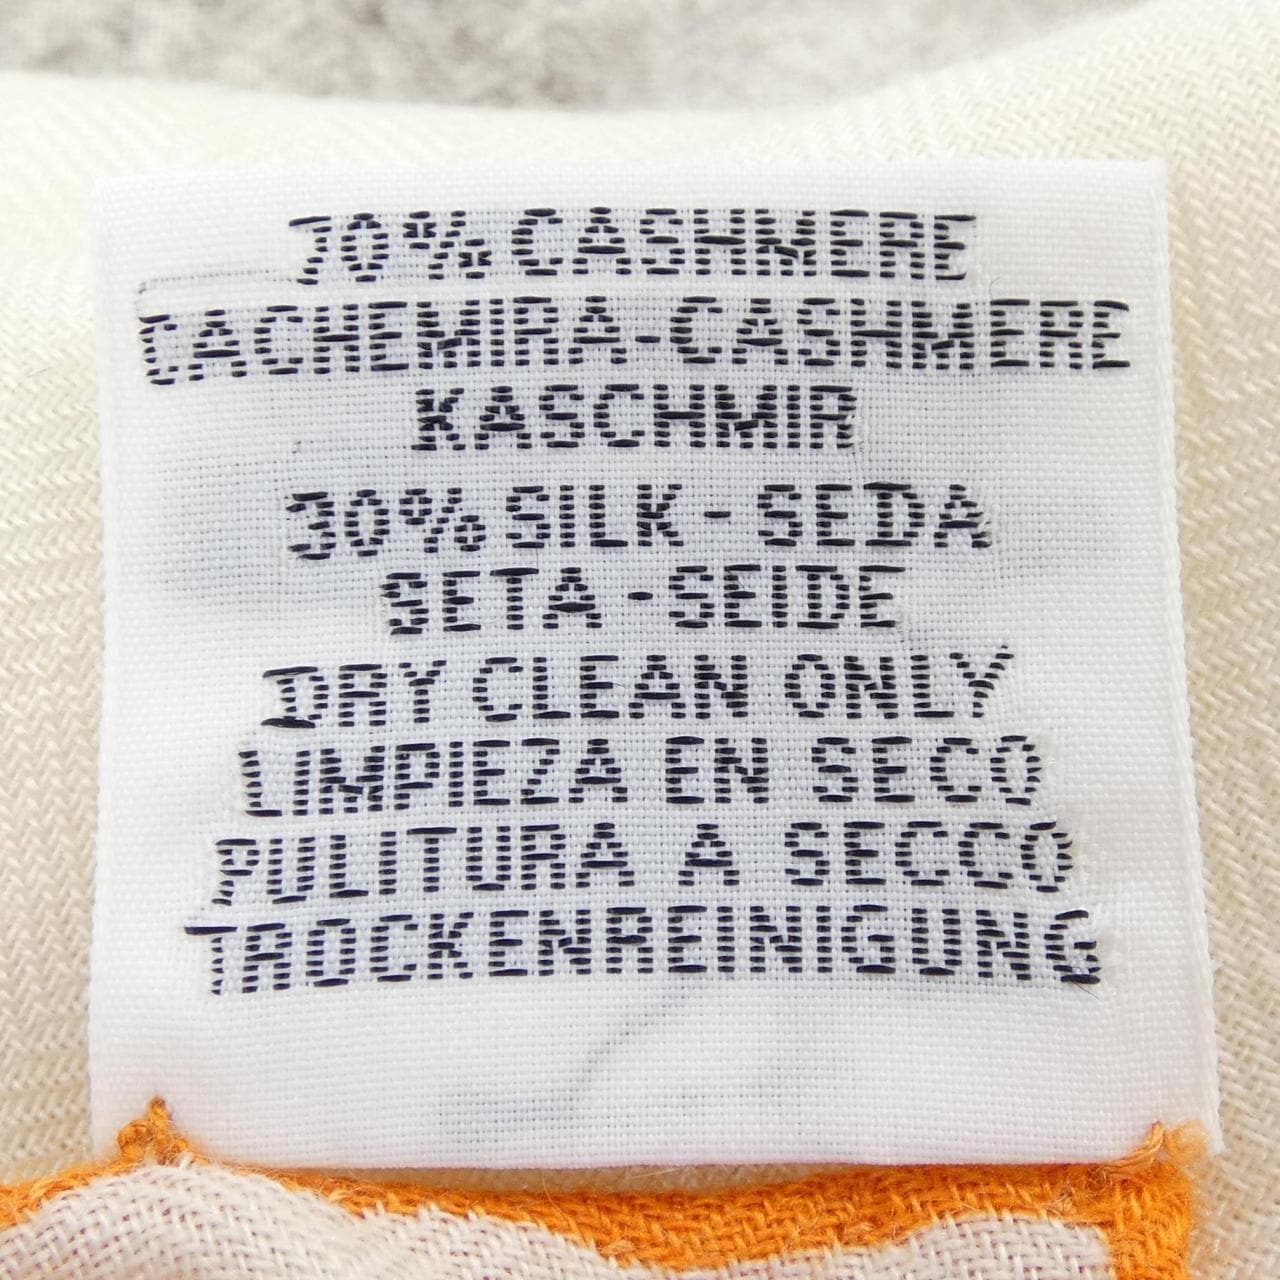 70% CASHMERE
CACHEMIRA-CASHMERE
KASCHMIR
30% SILK - SEDA
SETA - SEIDE
DRY CLEAN ONLY
LIMPIEZA EN SECO
PULITURA A SECCO
TROCKENREINIGUNG